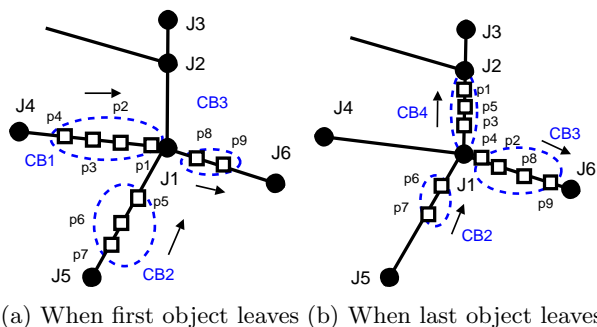 J3
J2
J4
p4
p2
CB3
p8
p9
CB1
p3
p1
J1
J6
p5
p6
p7
J5
CB2
J3
J2
p1
p5
p3
CB4
J4
p4
p2
CB3
p8
J6
J1
p9
p6
p7
CB2
J5
(a) When first object leaves (b) When last object leaves